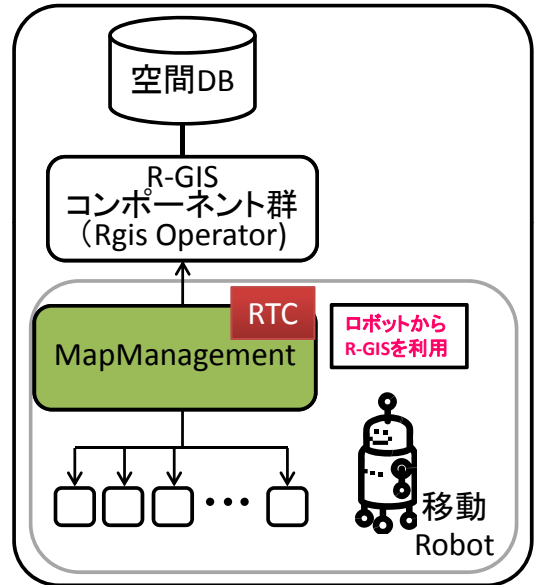 空間DB
R-GIS
コンポーネント群
（Rgis Operator)
RTC
MapManagement
ロボットから
R-GISを利用
・・・
移動
Robot